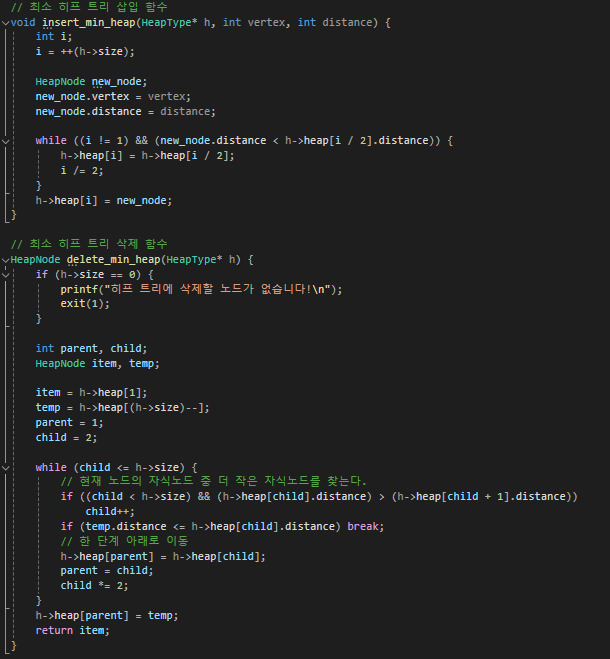 // 최소 히프 트리 삽입 함수
void insert_min_heap(HeapType* h, int vertex, int distance) {
    int i;
    i = ++(h->size);

    HeapNode new_node;
    new_node.vertex = vertex;
    new_node.distance = distance;

    while ((i != 1) && (new_node.distance < h->heap[i / 2].distance)) {
        h->heap[i] = h->heap[i / 2];
        i /= 2;
    }
    h->heap[i] = new_node;
}

// 최소 히프 트리 삭제 함수
HeapNode delete_min_heap(HeapType* h) {
    if (h->size == 0) {
        printf("히프 트리에 삭제할 노드가 없습니다!\n");
        exit(1);
    }

    int parent, child;
    HeapNode item, temp;

    item = h->heap[1];
    temp = h->heap[(h->size)--];
    parent = 1;
    child = 2;

    while (child <= h->size) {
        // 현재 노드의 자식노드 중 더 작은 자식노드를 찾는다.
        if ((child < h->size) && (h->heap[child].distance) > (h->heap[child + 1].distance))
            child++;
        if (temp.distance <= h->heap[child].distance) break;
        // 한 단계 아래로 이동
        h->heap[parent] = h->heap[child];
        parent = child;
        child *= 2;
    }
    h->heap[parent] = temp;
    return item;
}